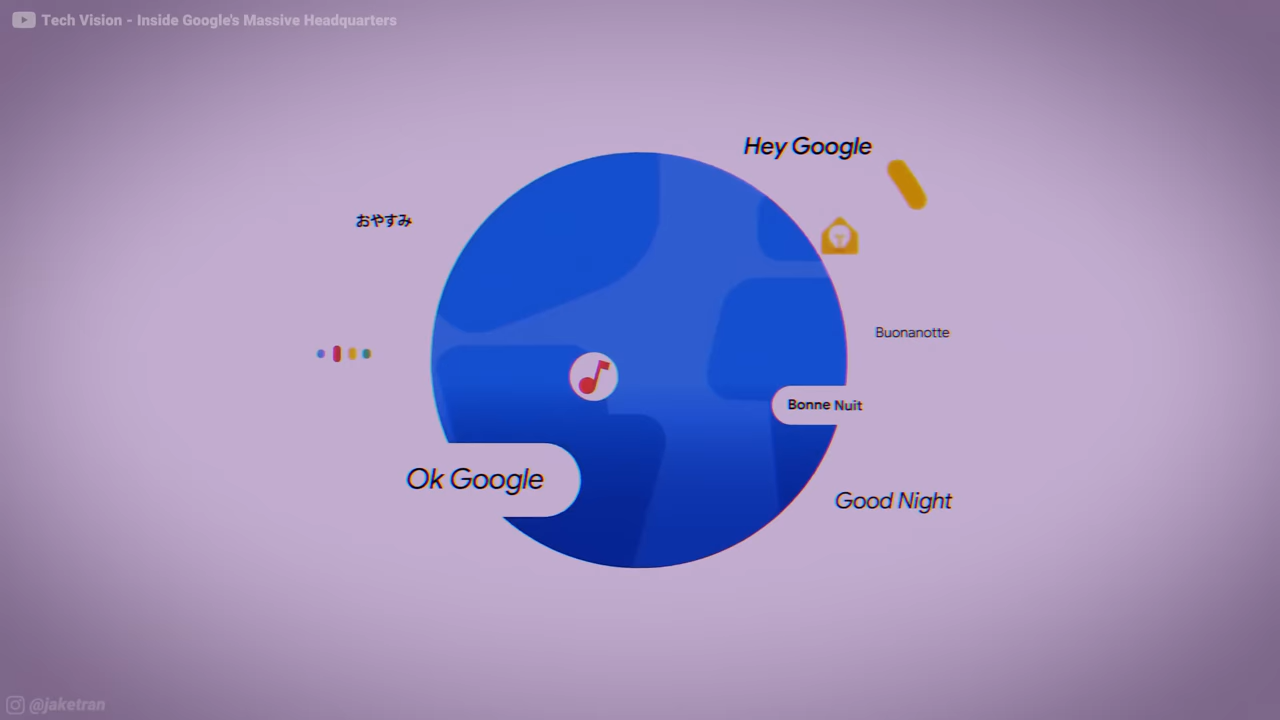 Tech Vision - Inside Google's Massive Headquarters
Hey Google
おやすみ
Buonanotte
Bonne Nuit
Ok Google
Good Night
@jaketran